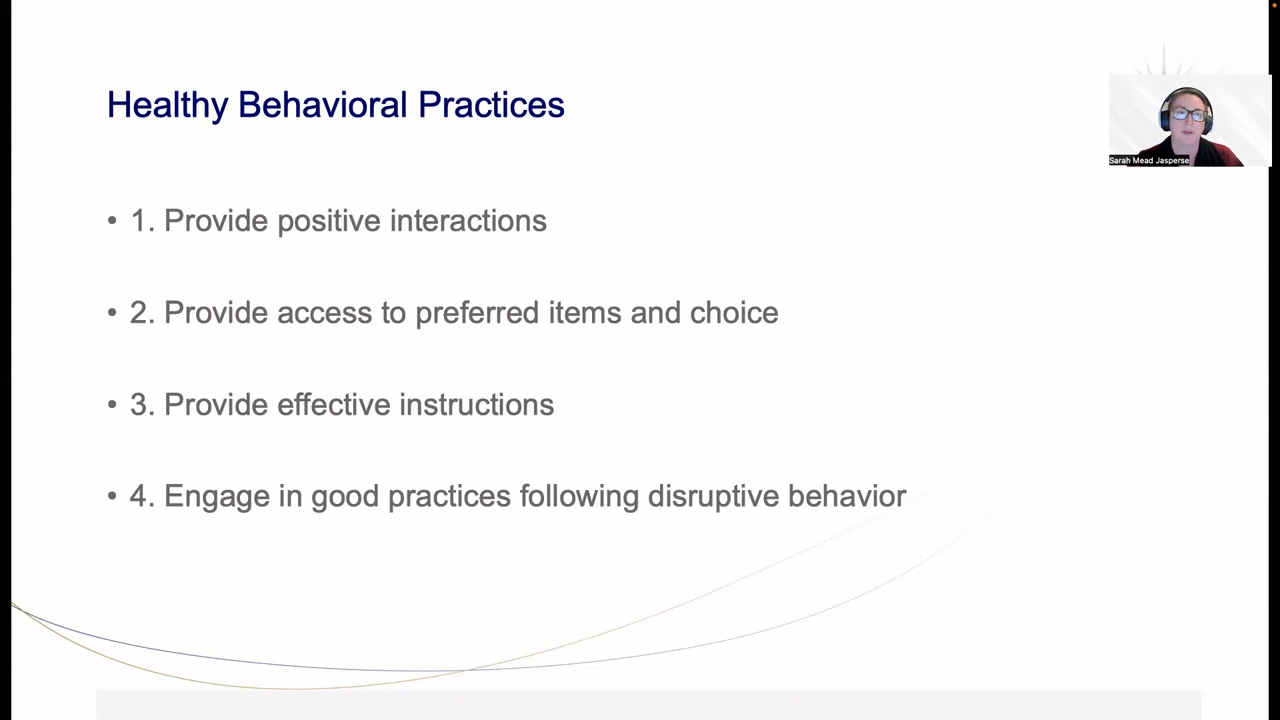 Healthy Behavioral Practices
Sarah Mead Jasperse
• 1. Provide positive interactions
• 2. Provide access to preferred items and choice
• 3. Provide effective instructions
• 4. Engage in good practices following disruptive behavior